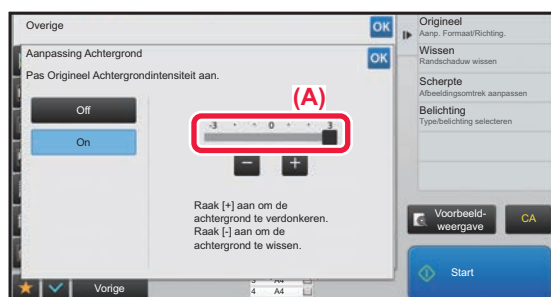 Overige
OK
Aanpassing Achtergrond
OK
Pas Origineel Achtergrondintensiteit aan.
(A)
Off
On
-3 0 3
− +
Raak [+] aan om de
achtergrond te verdonkeren.
Raak [-] aan om de
achtergrond te wissen.
Vorige
4 A4
Origineel
Aanp. Formaat/Richting.
Wissen
Randschaduw wissen
Scherpte
Afbeeldingsomtrek aanpassen
Belichting
Type/belichting selecteren
Voorbeeld-
weergave
CA
Start